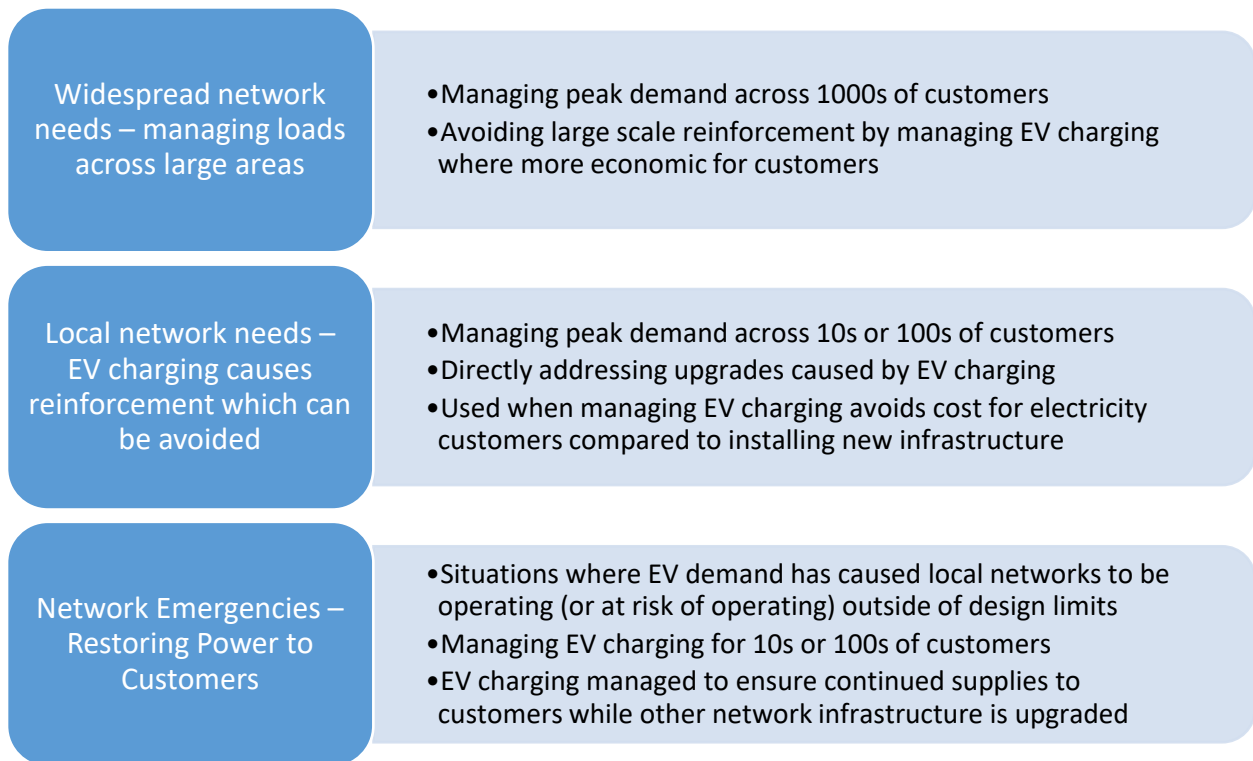 Widespread network
needs – managing loads
across large areas
•Managing peak demand across 1000s of customers
•Avoiding large scale reinforcement by managing EV charging
where more economic for customers
Local network needs –
EV charging causes
reinforcement which can
be avoided
•Managing peak demand across 10s or 100s of customers
•Directly addressing upgrades caused by EV charging
•Used when managing EV charging avoids cost for electricity
customers compared to installing new infrastructure
Network Emergencies –
Restoring Power to
Customers
•Situations where EV demand has caused local networks to be
operating (or at risk of operating) outside of design limits
•Managing EV charging for 10s or 100s of customers
•EV charging managed to ensure continued supplies to
customers while other network infrastructure is upgraded